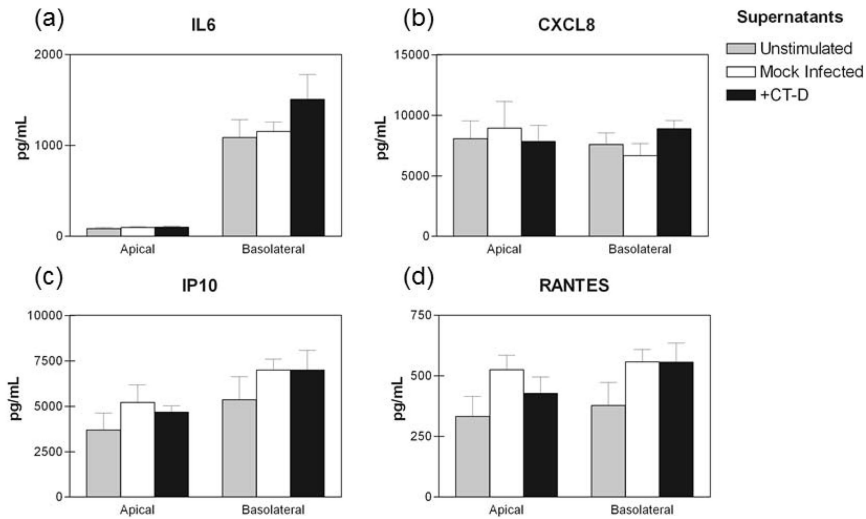 (a)
IL6
2000
1000
0
pg/mL
Apical
Basolateral
(b)
CXCL8
15000
10000
5000
0
pg/mL
Apical
Basolateral
Supernatants
Unstimulated
Mock Infected
+CT-D
(c)
IP10
10000
7500
5000
2500
0
pg/mL
Apical
Basolateral
(d)
RANTES
750
500
250
0
pg/mL
Apical
Basolateral